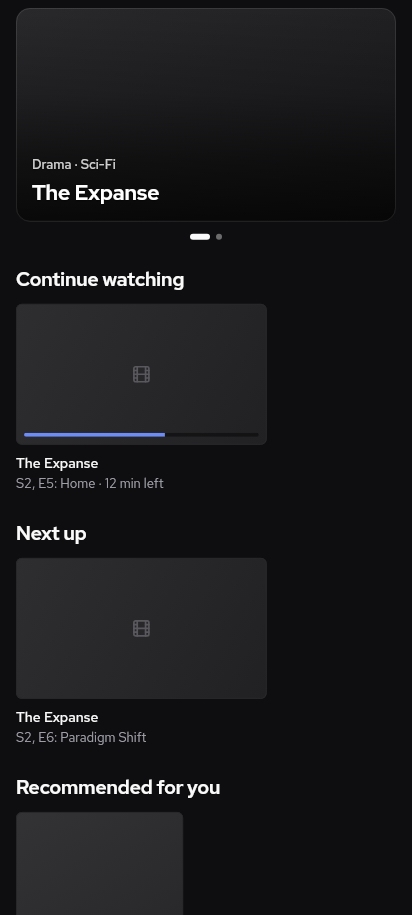 Drama · Sci-Fi
The Expanse
Continue watching
The Expanse
S2, E5: Home · 12 min left
Next up
The Expanse
S2, E6: Paradigm Shift
Recommended for you